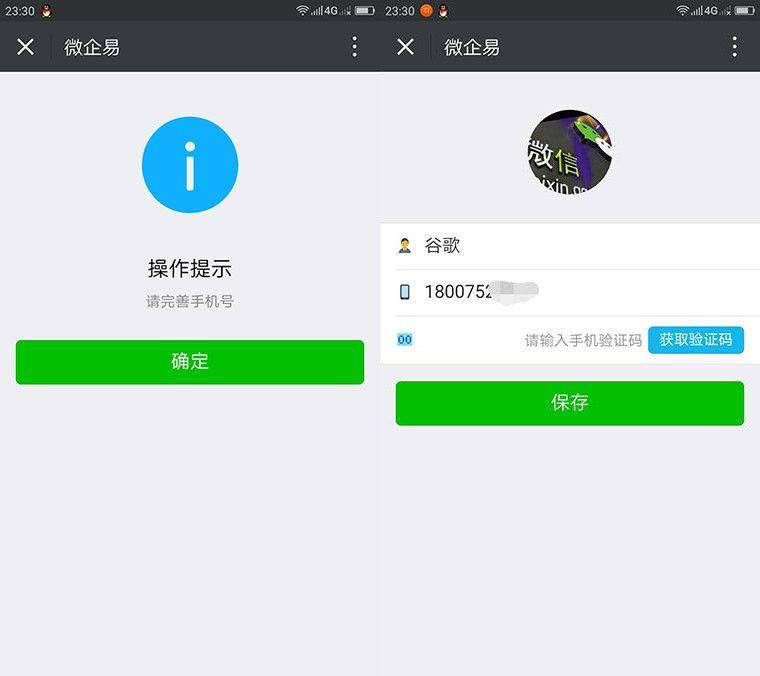 23:30
4G
微企易
操作提示
请完善手机号
确定
23:30
4G
微企易
微信
ixin.qq
谷歌
1800752
00
请输入手机验证码
获取验证码
保存